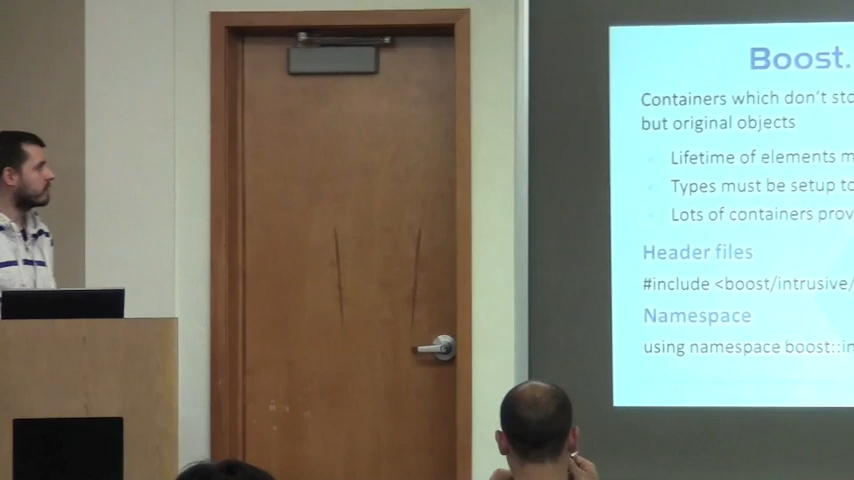 Boost.
Containers which don't sto
but original objects
Lifetime of elements m
Types must be setup to
Lots of containers prov
Header files
#include <boost/intrusive/
Namespace
using namespace boost::in